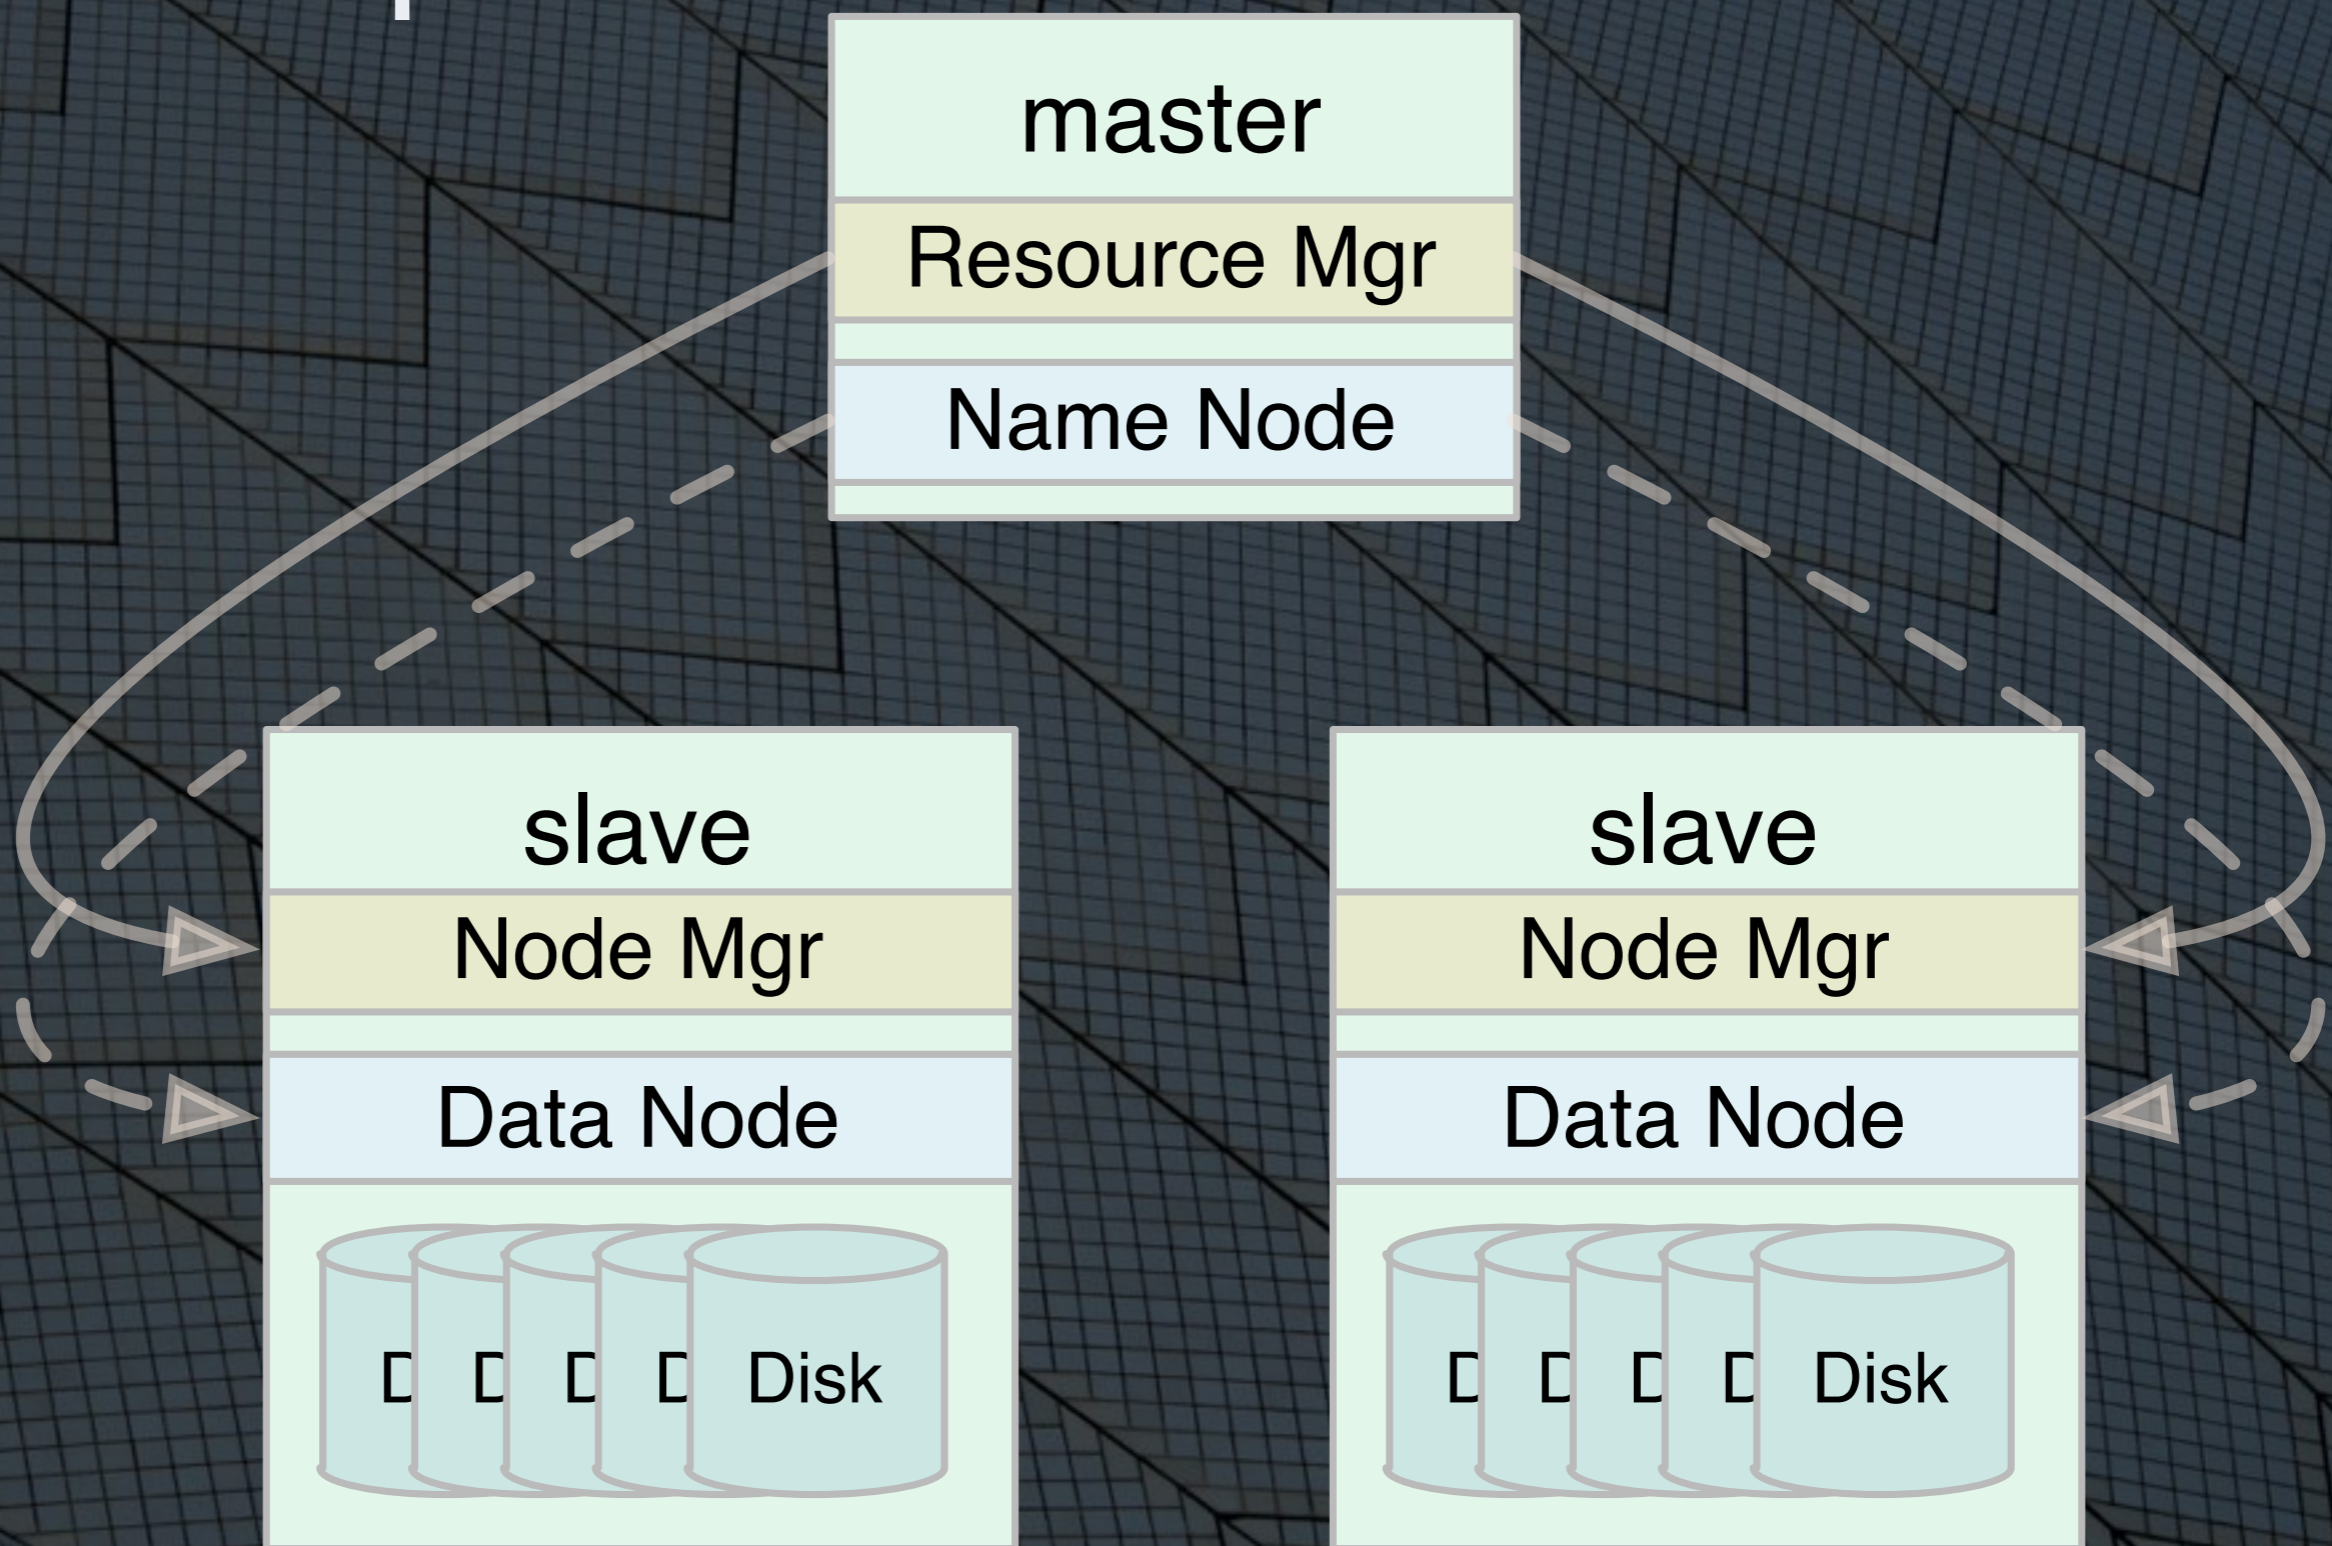 master
Resource Mgr
Name Node
slave
Node Mgr
Data Node
D D D D Disk
slave
Node Mgr
Data Node
D D D D Disk